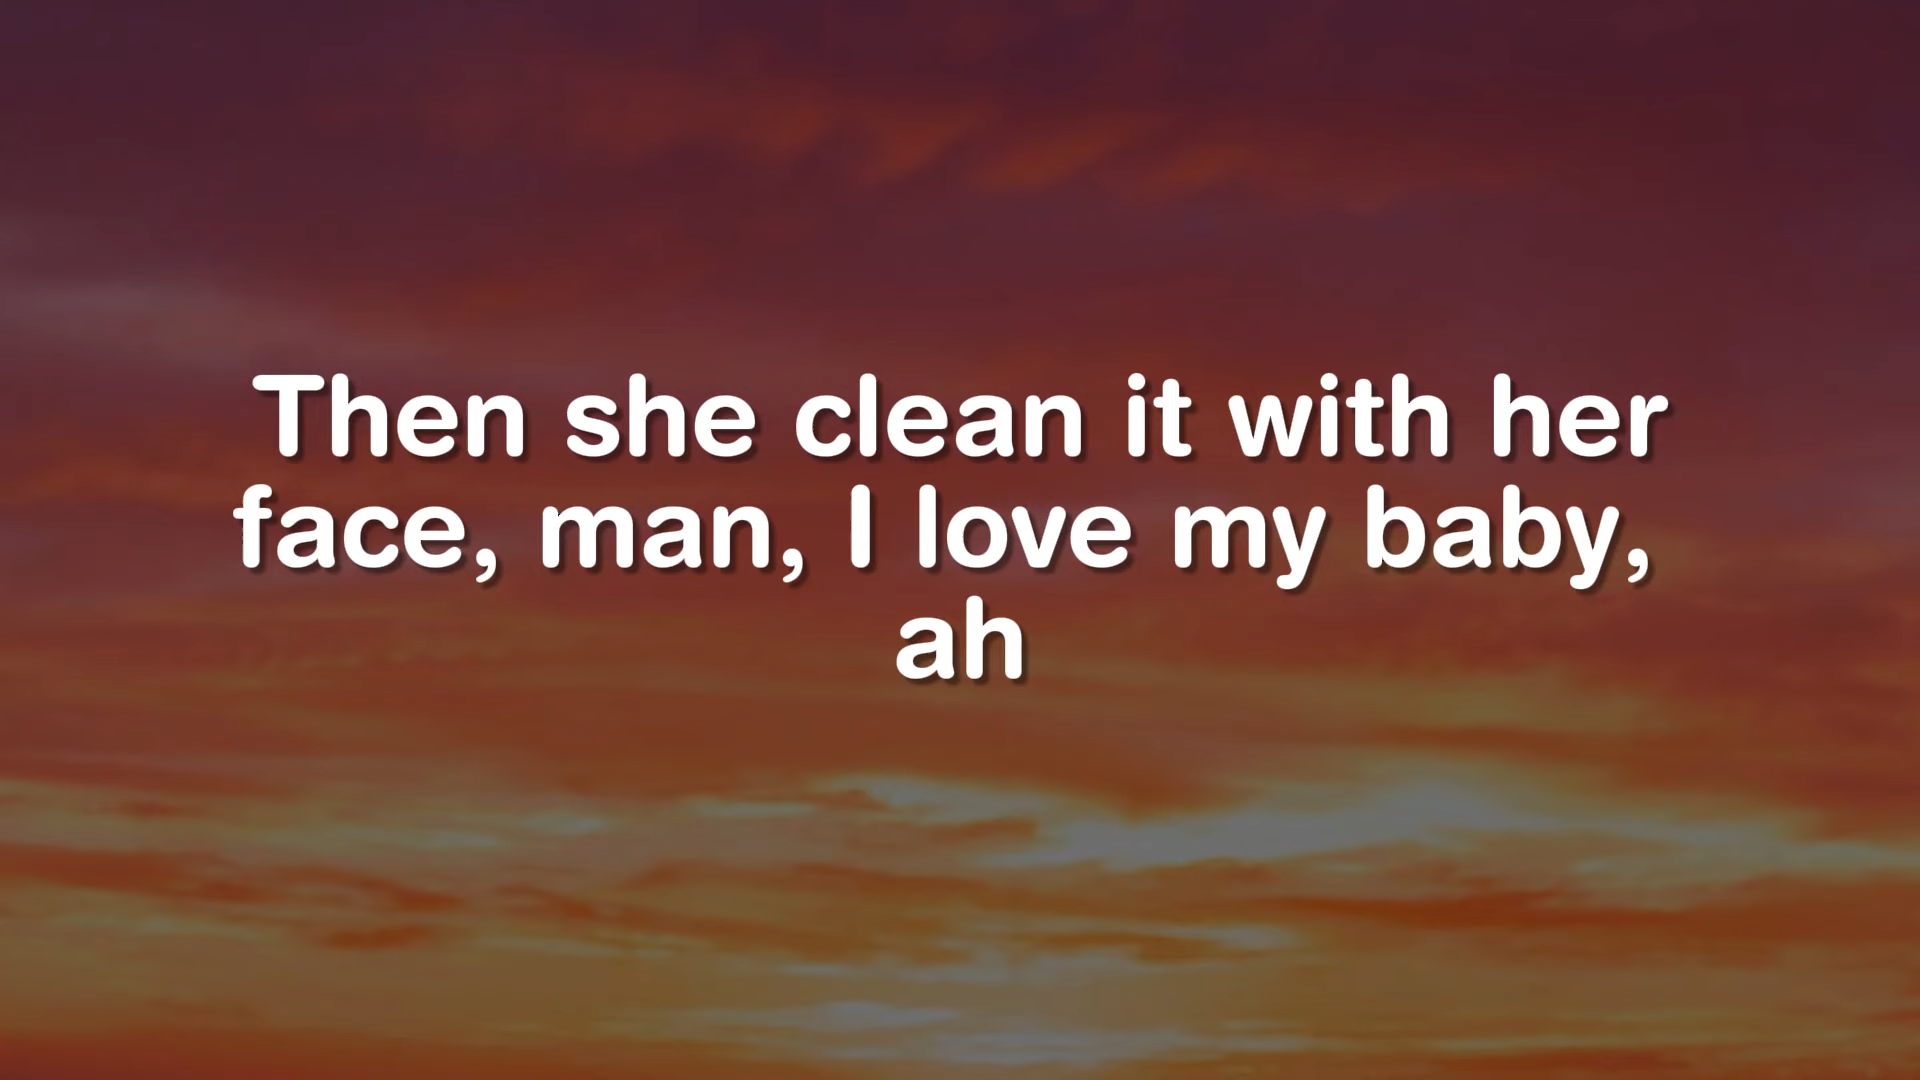 Then she clean it with her
face, man, I love my baby,
ah